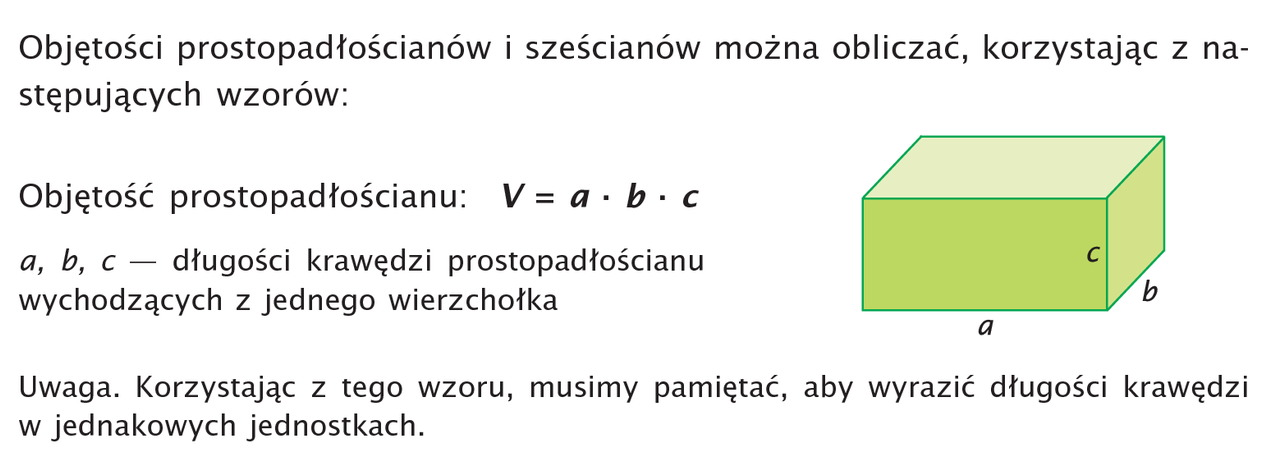 Objętości prostopadłościanów i sześcianów można obliczać, korzystając z na-
stępujących wzorów:
Objętość prostopadłościanu: V = a · b · c
a, b, c — długości krawędzi prostopadłościanu
wychodzących z jednego wierzchołka
c
b
a
Uwaga. Korzystając z tego wzoru, musimy pamiętać, aby wyrazić długości krawędzi
w jednakowych jednostkach.